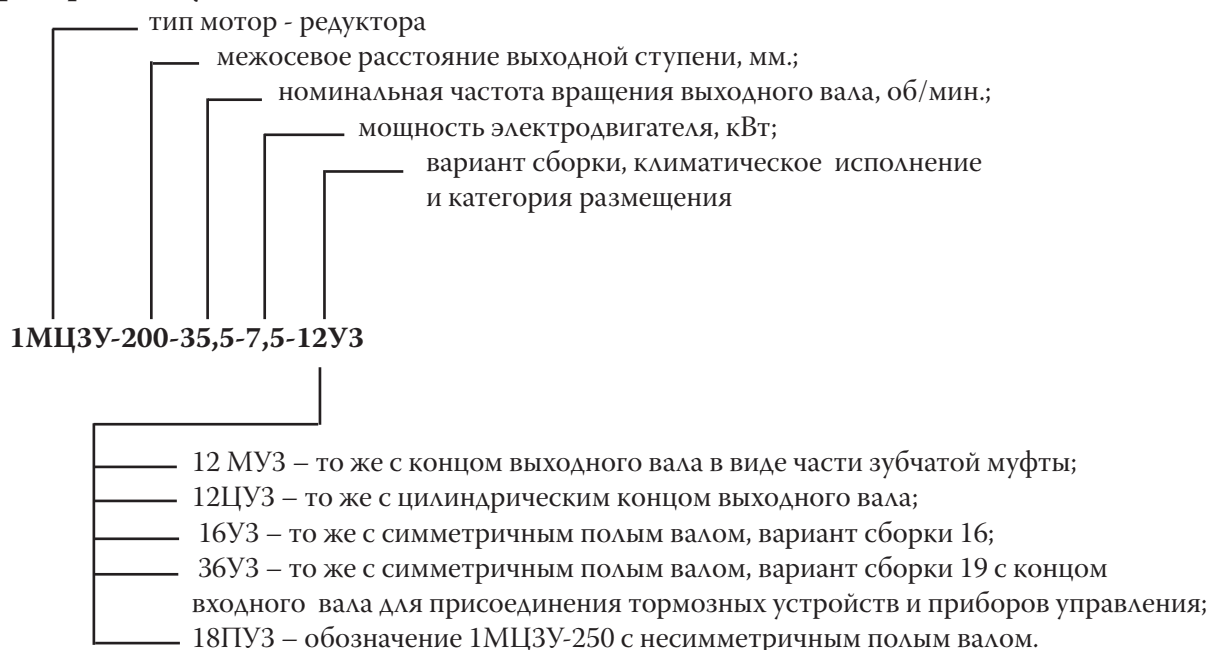 тип мотор - редуктора
межосевое расстояние выходной ступени, мм.;
номинальная частота вращения выходного вала, об/мин.;
мощность электродвигателя, кВт;
вариант сборки, климатическое исполнение
и категория размещения
1МЦ3У-200-35,5-7,5-12У3
12 МУЗ – то же с концом выходного вала в виде части зубчатой муфты;
12ЦУЗ – то же с цилиндрическим концом выходного вала;
16УЗ – то же с симметричным полым валом, вариант сборки 16;
36УЗ – то же с симметричным полым валом, вариант сборки 19 с концом
входного вала для присоединения тормозных устройств и приборов управления;
18ПУЗ – обозначение 1МЦ3У-250 с несимметричным полым валом.